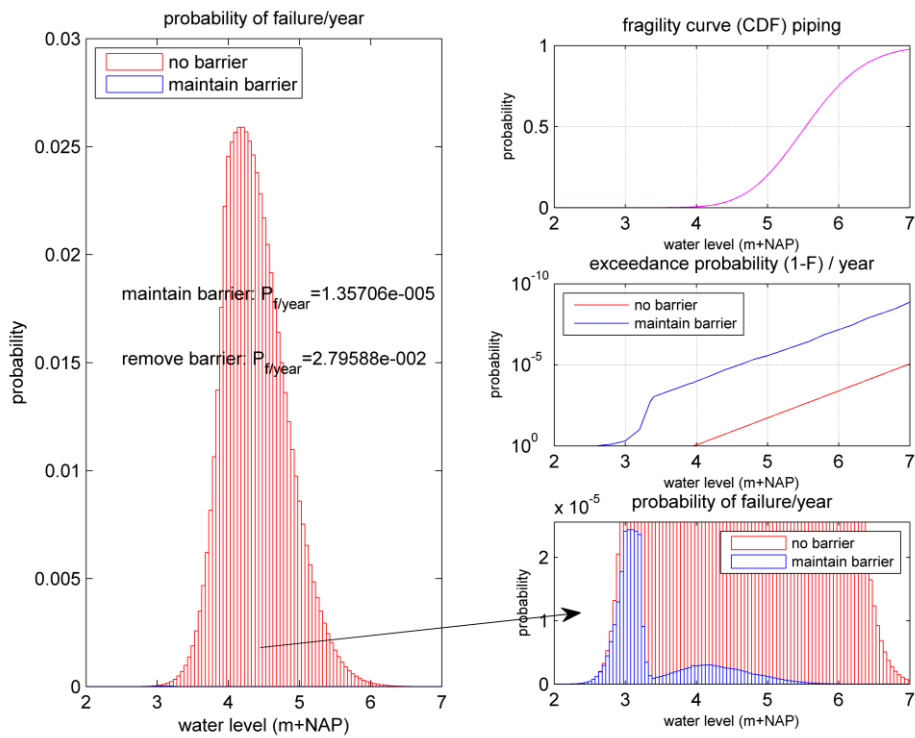 probability of failure/year
0.03
0.025
0.02
0.015
0.01
0.005
0
probability
no barrier
maintain barrier
maintain barrier: P_f/year=1.35706e-005
remove barrier: P_f/year=2.79588e-002
2 3 4 5 6 7
water level (m+NAP)
fragility curve (CDF) piping
1
0.5
0
probability
2 3 4 5 6 7
water level (m+NAP)
exceedance probability (1-F) / year
10^-10
10^-5
10^0
probability
no barrier
maintain barrier
2 3 4 5 6 7
water level (m+NAP)
x 10^-5
probability of failure/year
2
1
0
probability
no barrier
maintain barrier
2 3 4 5 6 7
water level (m+NAP)